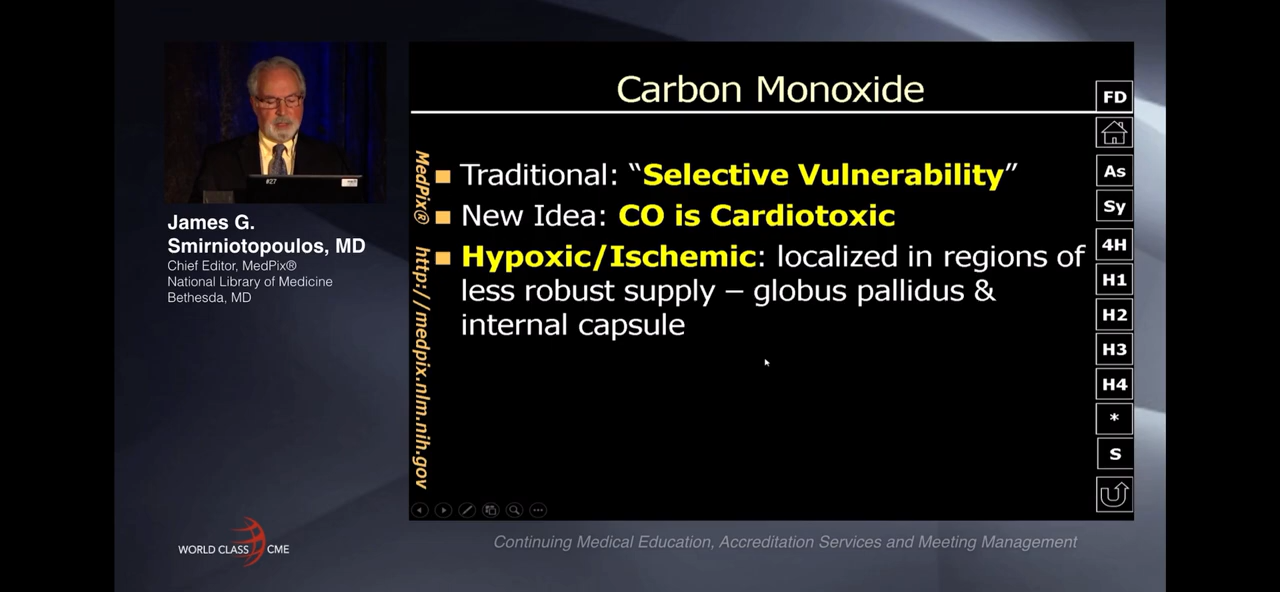 Carbon Monoxide
Traditional: “Selective Vulnerability”
New Idea: CO is Cardiotoxic
Hypoxic/Ischemic: localized in regions of
less robust supply – globus pallidus &
internal capsule
MedPix® http://medpix.nlm.nih.gov
FD
As
Sy
4H
H1
H2
H3
H4
*
S
#27
James G.
Smirniotopoulos, MD
Chief Editor, MedPix®
National Library of Medicine
Bethesda, MD
WORLD CLASS CME
Continuing Medical Education, Accreditation Services and Meeting Management